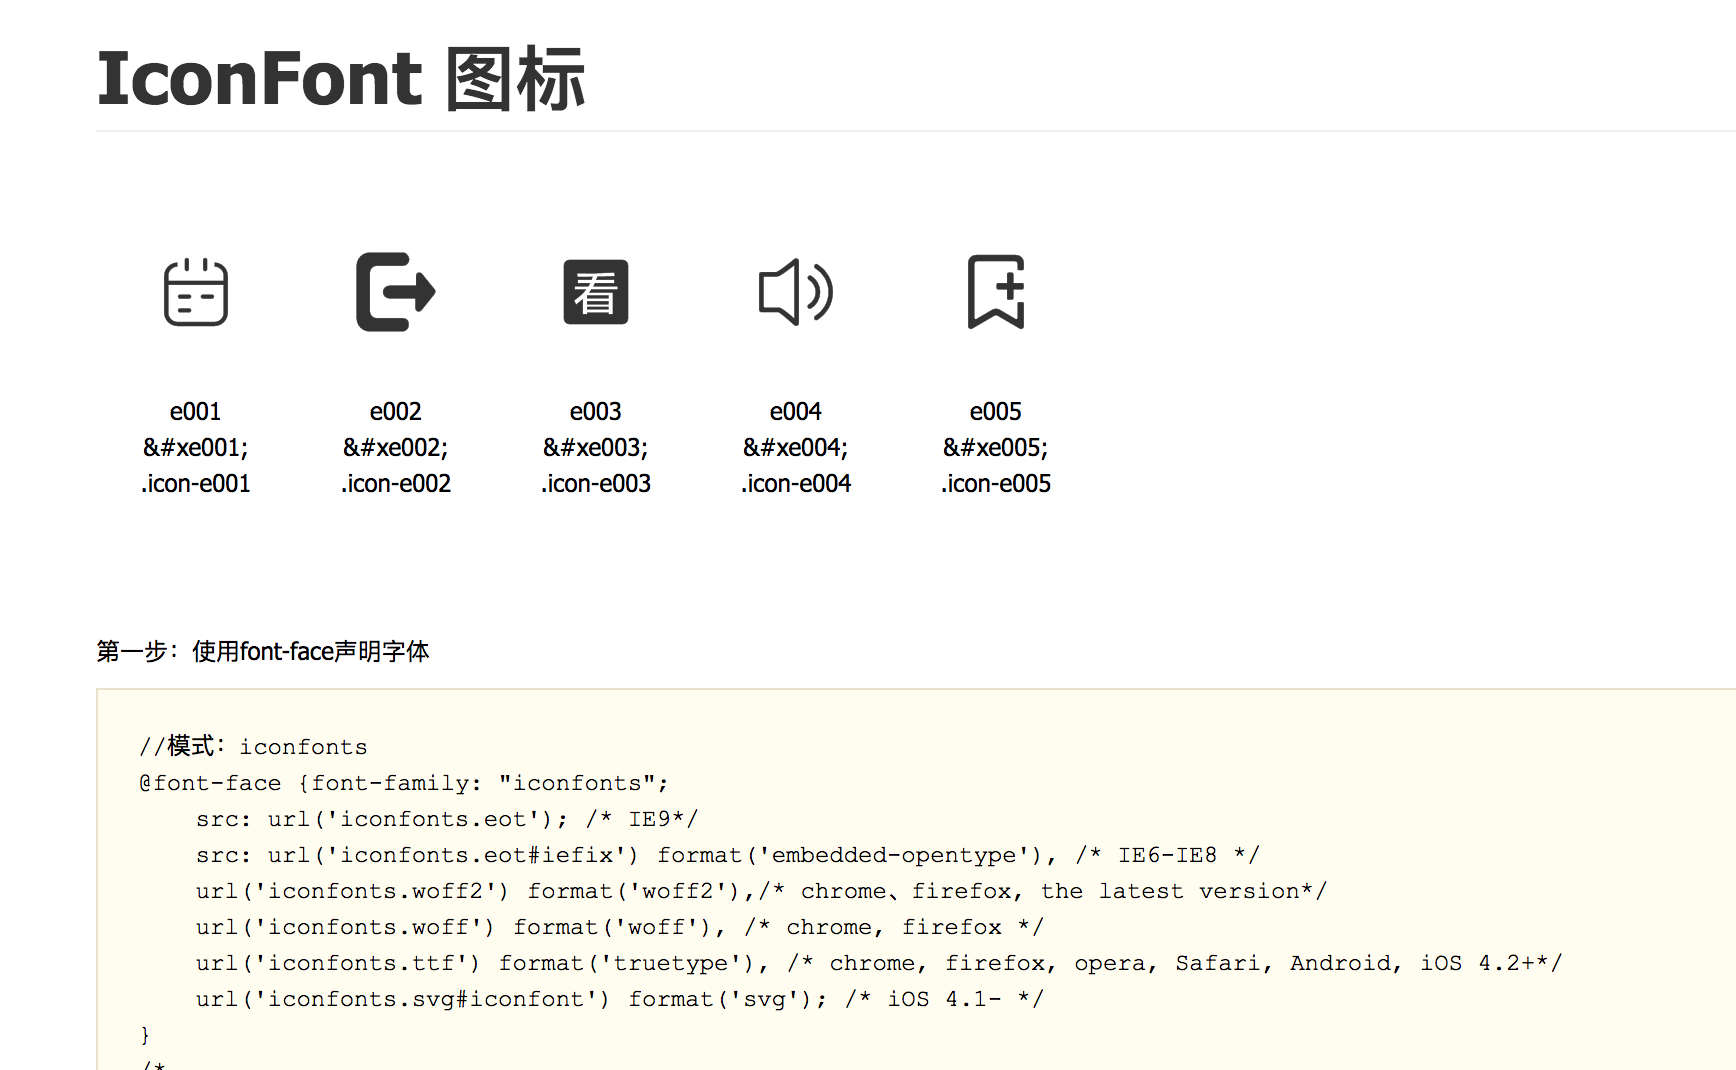 IconFont 图标
看
e001 e002 e003 e004 e005
&#xe001; &#xe002; &#xe003; &#xe004; &#xe005;
.icon-e001 .icon-e002 .icon-e003 .icon-e004 .icon-e005
第一步：使用font-face声明字体
//模式：iconfonts
@font-face {font-family: "iconfonts";
    src: url('iconfonts.eot'); /* IE9*/
    src: url('iconfonts.eot#iefix') format('embedded-opentype'), /* IE6-IE8 */
    url('iconfonts.woff2') format('woff2'),/* chrome、firefox, the latest version*/
    url('iconfonts.woff') format('woff'), /* chrome, firefox */
    url('iconfonts.ttf') format('truetype'), /* chrome, firefox, opera, Safari, Android, iOS 4.2+*/
    url('iconfonts.svg#iconfont') format('svg'); /* iOS 4.1- */
}
/*